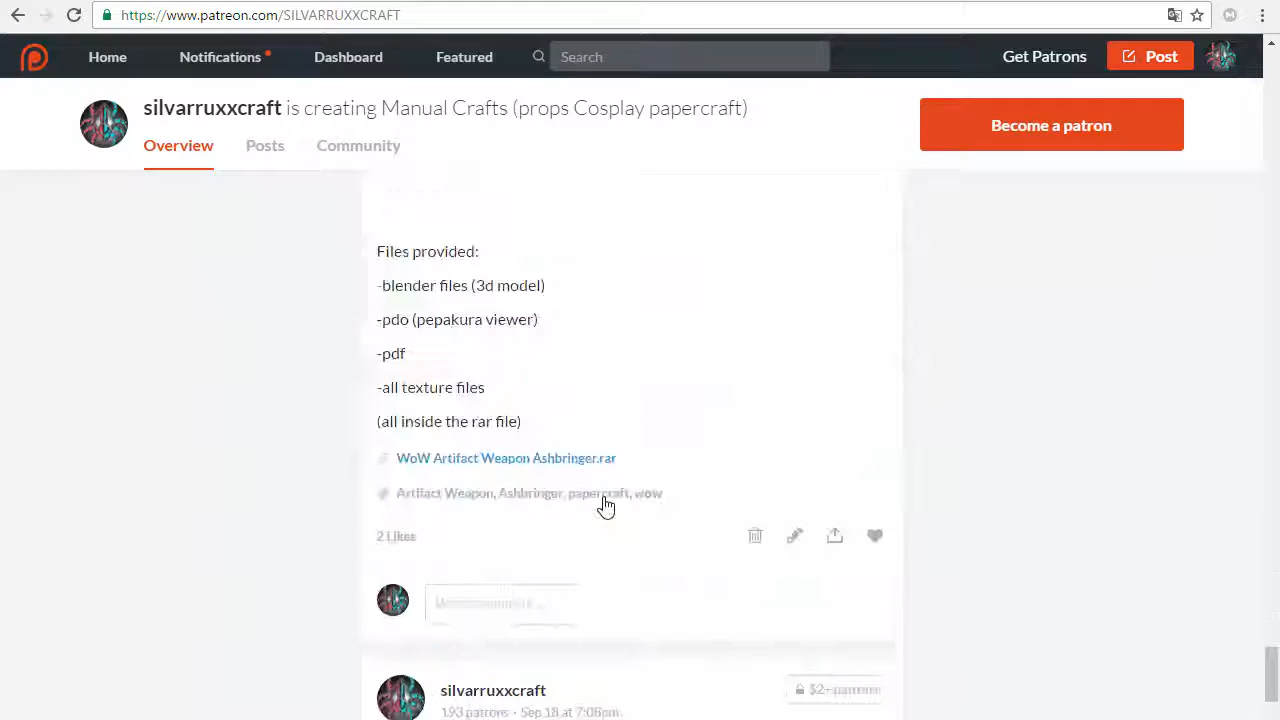 https://www.patreon.com/SILVARRUXXCRAFT
Home
Notifications
Dashboard
Featured
Search
Get Patrons
Post
silvarruxxcraft is creating Manual Crafts (props Cosplay papercraft)
Become a patron
Overview
Posts
Community
Files provided:
-blender files (3d model)
-pdo (pepakura viewer)
-pdf
-all texture files
(all inside the rar file)
WoW Artifact Weapon Ashbringer.rar
Artifact Weapon, Ashbringer, papercraft, wow
2 Likes
silvarruxxcraft
$2+ patrons
193 patrons · Sep 18 at 7:06pm